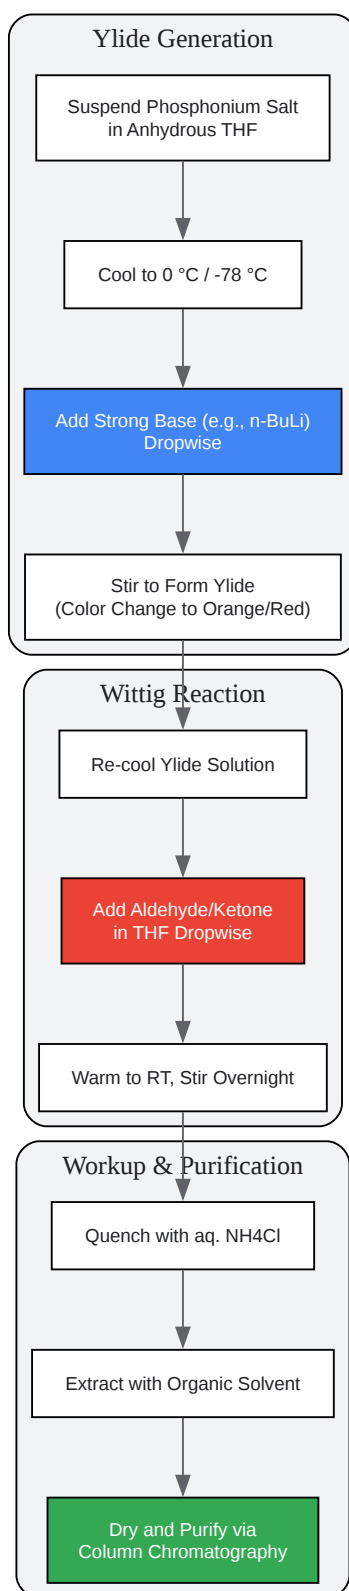 Ylide Generation
Suspend Phosphonium Salt
in Anhydrous THF
Cool to 0 °C / -78 °C
Add Strong Base (e.g., n-BuLi)
Dropwise
Stir to Form Ylide
(Color Change to Orange/Red)
Wittig Reaction
Re-cool Ylide Solution
Add Aldehyde/Ketone
in THF Dropwise
Warm to RT, Stir Overnight
Workup & Purification
Quench with aq. NH4Cl
Extract with Organic Solvent
Dry and Purify via
Column Chromatography